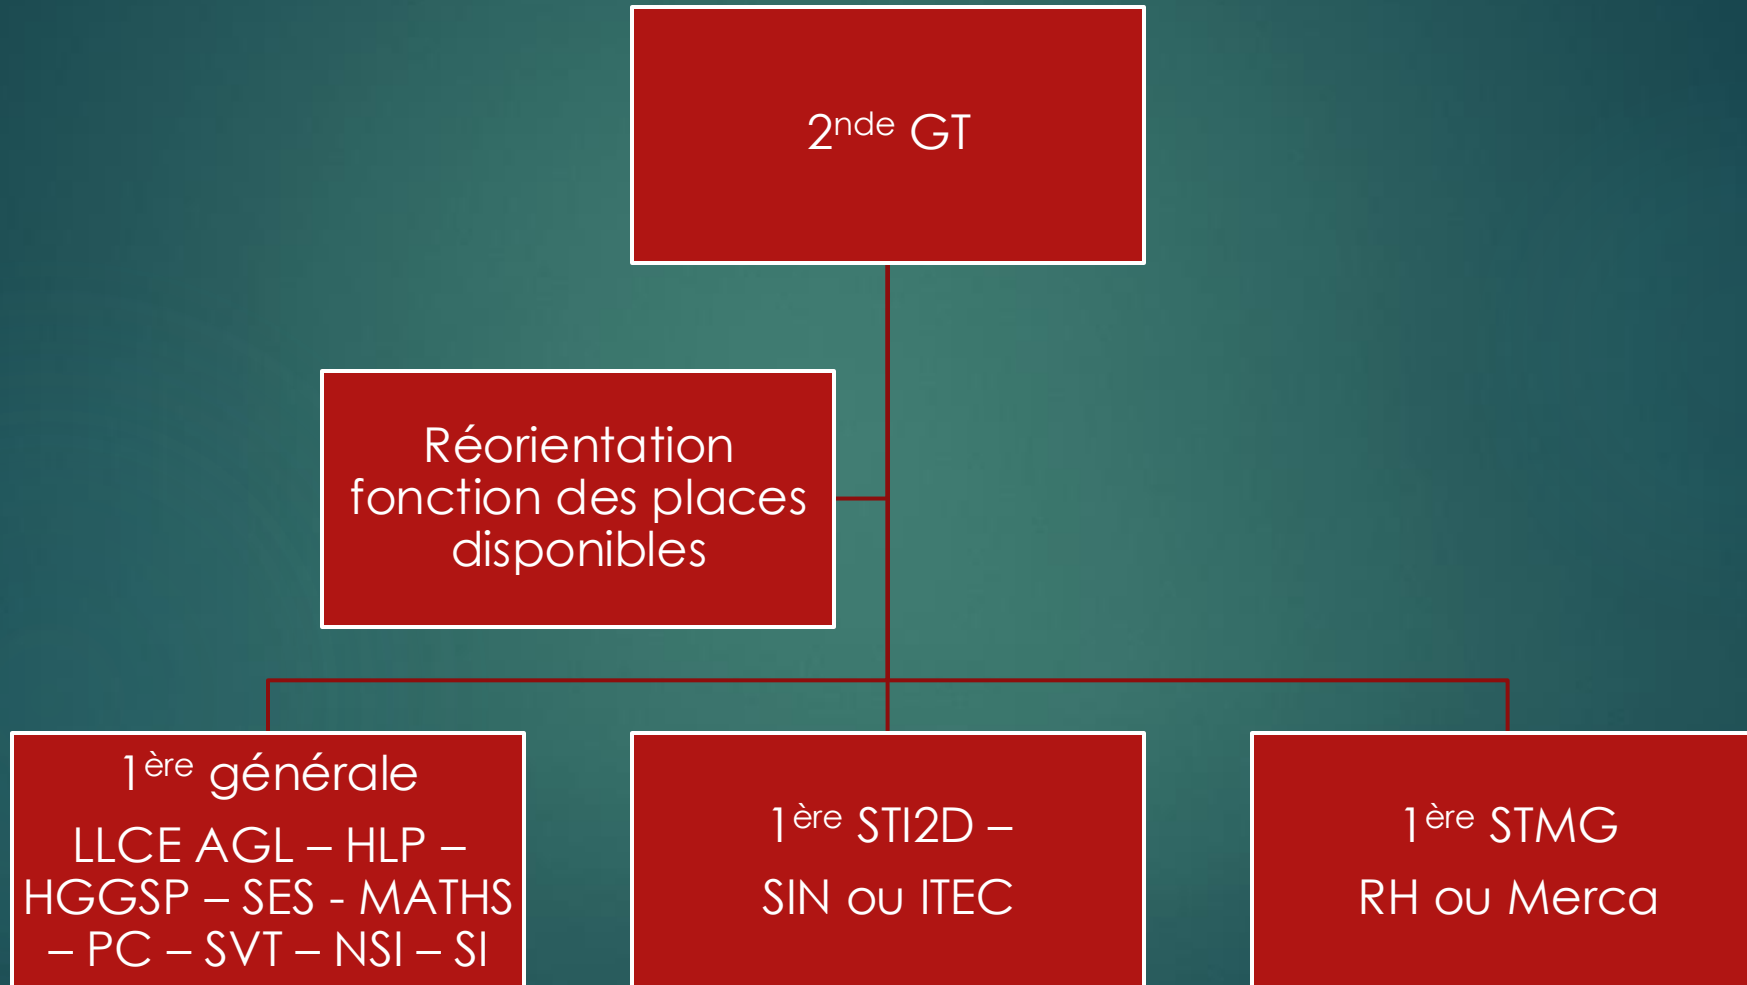 2nde GT
Réorientation
fonction des places
disponibles
1ère générale
LLCE AGL – HLP –
HGGSP – SES - MATHS
– PC – SVT – NSI – SI
1ère STI2D –
SIN ou ITEC
1ère STMG
RH ou Merca